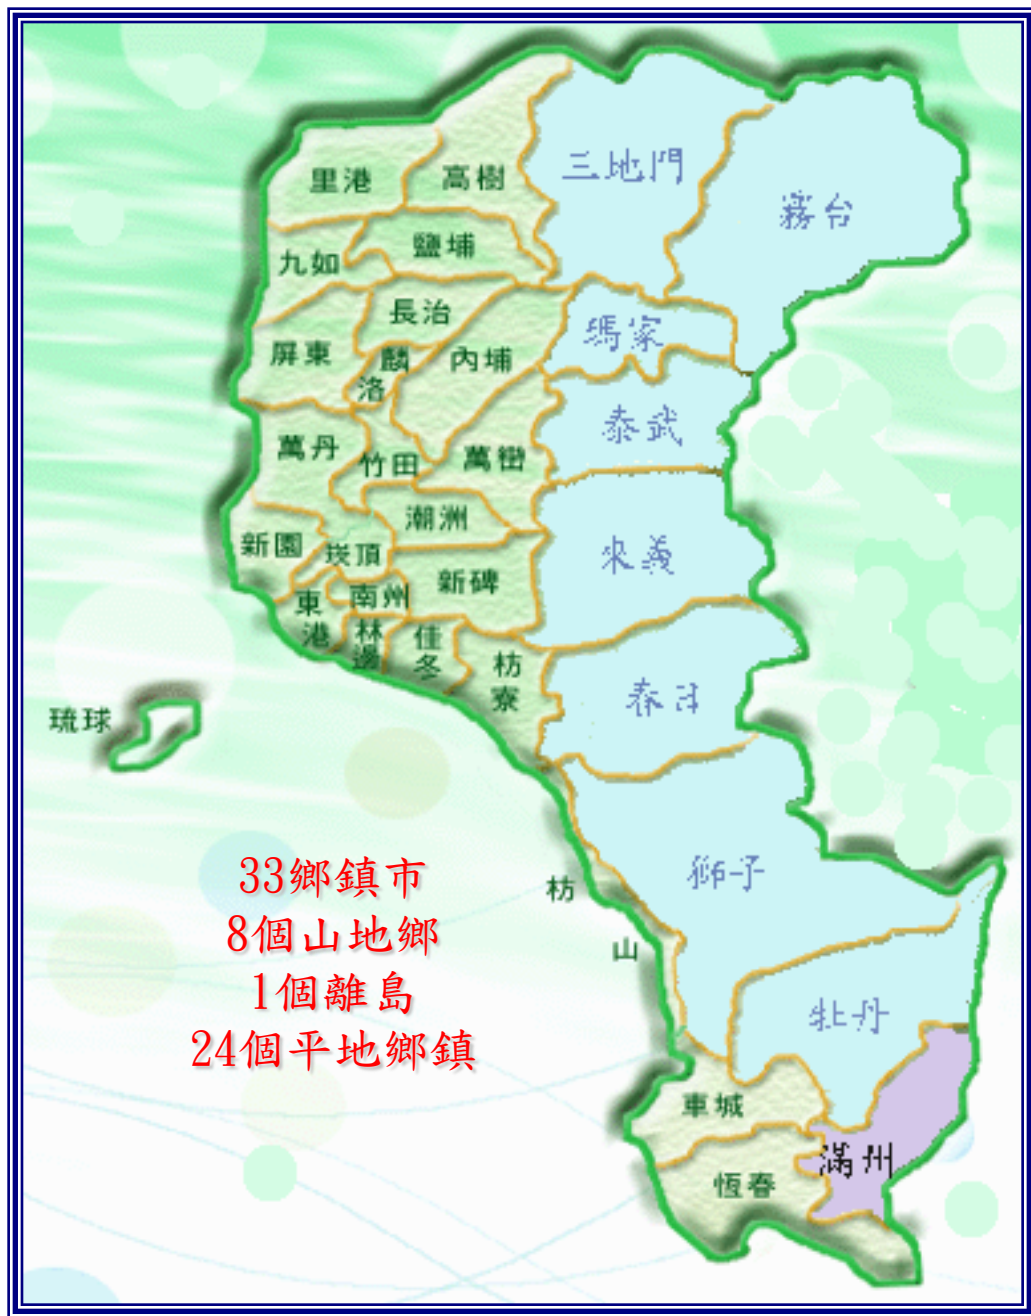 三地門
霧台
里港
高樹
九如
鹽埔
長治
瑪家
屏東
麟洛
內埔
泰武
萬丹
竹田
萬巒
潮洲
新園
崁頂
新碑
來義
東港
南州
林邊
佳冬
枋寮
春日
琉球
獅子
枋山
33鄉鎮市
8個山地鄉
1個離島
24個平地鄉鎮
牡丹
車城
滿州
恆春